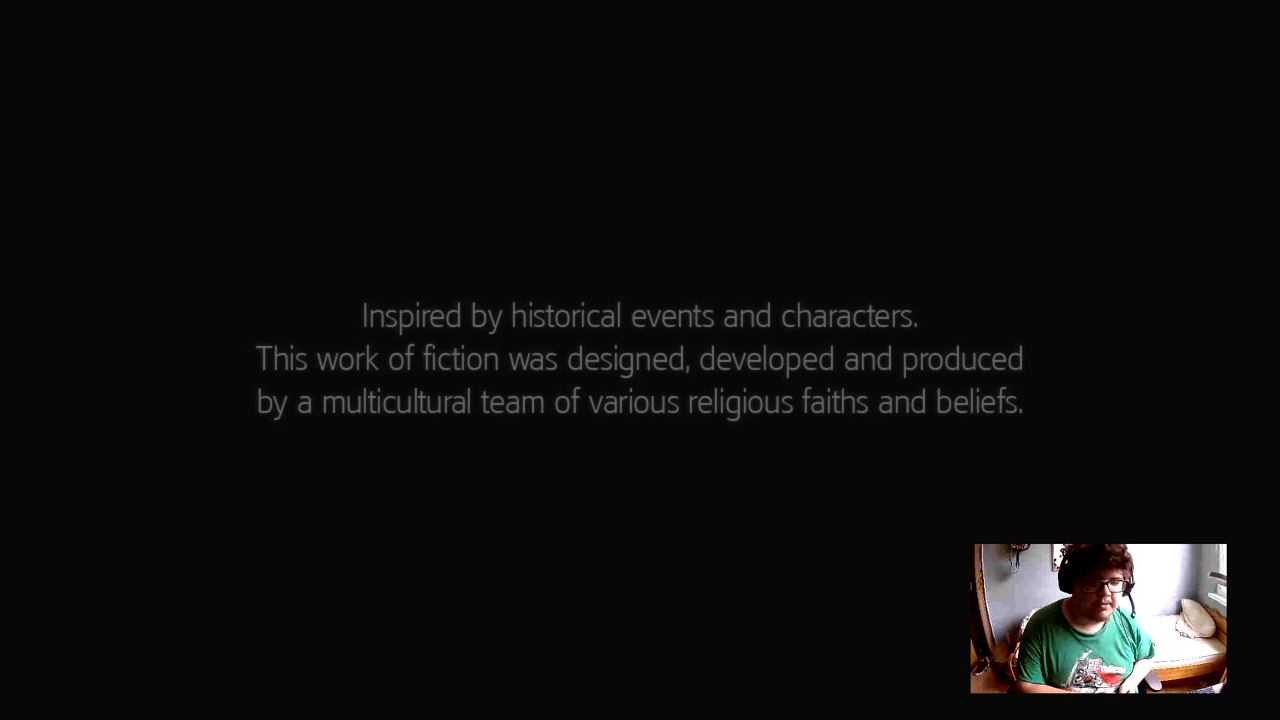 Inspired by historical events and characters.
This work of fiction was designed, developed and produced
by a multicultural team of various religious faiths and beliefs.